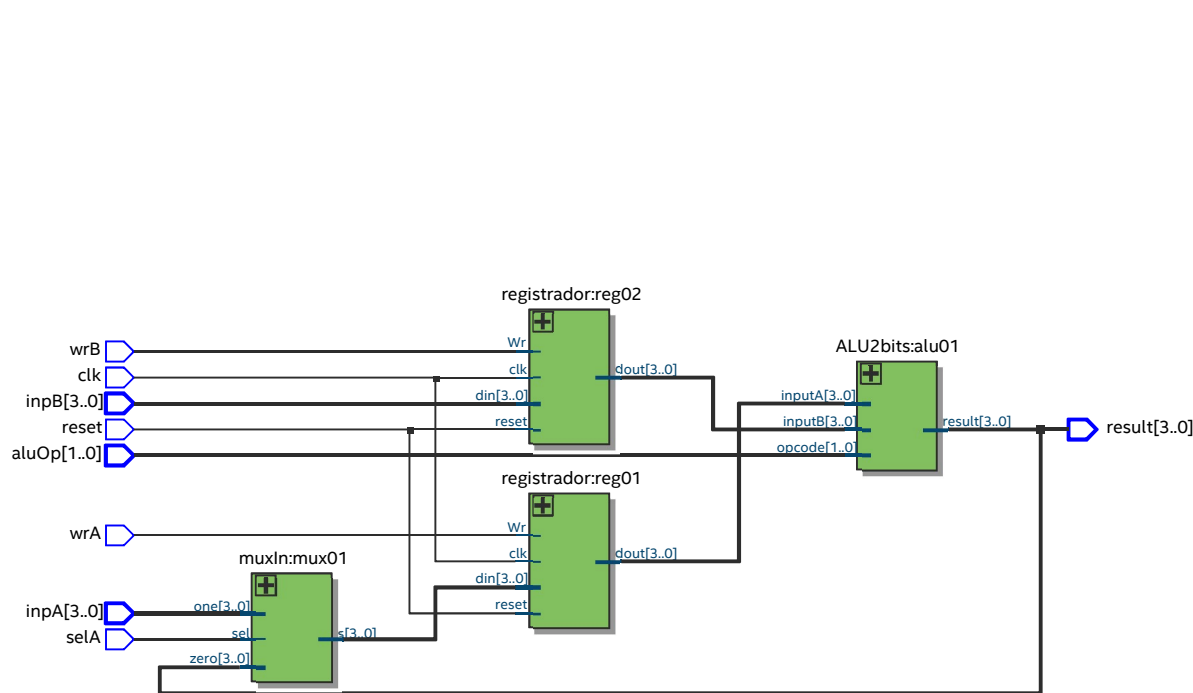 registrador:reg02
wrB
Wr
clk
clk
dout[3..0]
inpB[3..0]
din[3..0]
reset
reset
aluOp[1..0]
ALU2bits:alu01
inputA[3..0]
inputB[3..0]
result[3..0]
result[3..0]
opcode[1..0]
registrador:reg01
wrA
Wr
clk
dout[3..0]
din[3..0]
reset
muxIn:mux01
inpA[3..0]
one[3..0]
selA
sel
s[3..0]
zero[3..0]